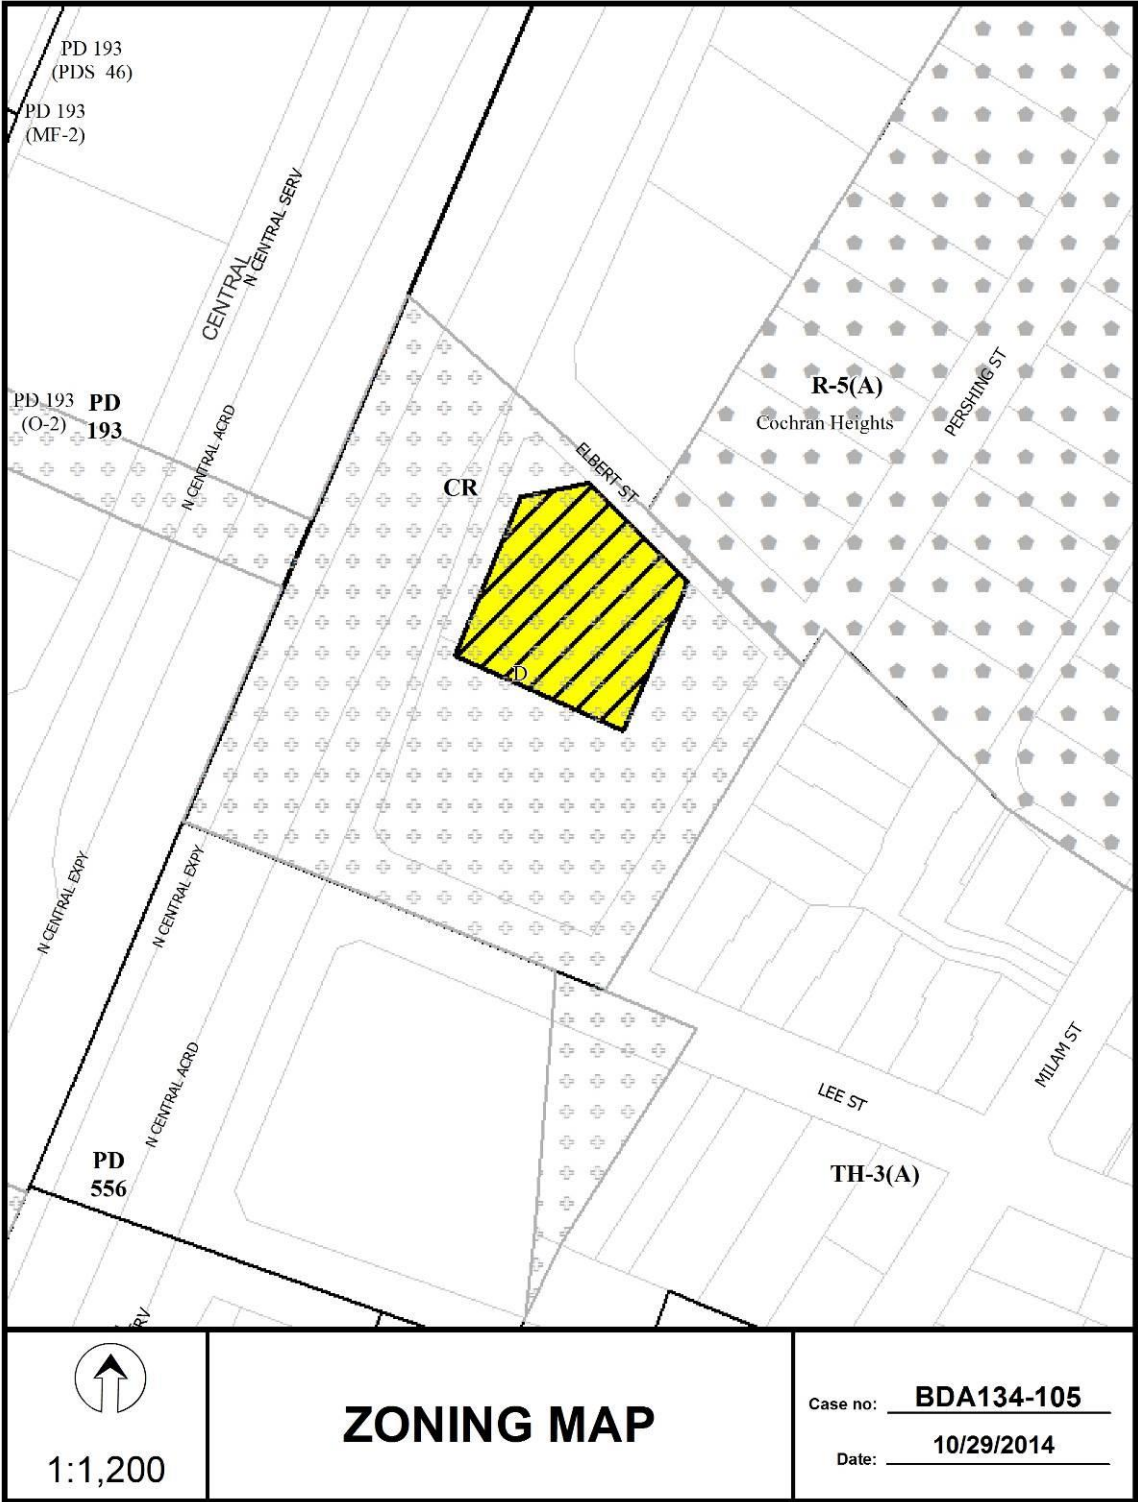 PD 193
(PDS 46)
PD 193
(MF-2)
N CENTRAL SERV
CENTRAL
PD 193
(O-2)
PD
193
N CENTRAL ACRD
CR
ELBERT ST
R-5(A)
Cochran Heights
PERSHING ST
D
N CENTRAL EXPY
N CENTRAL EXPY
N CENTRAL ACRD
MILAM ST
LEE ST
PD
556
TH-3(A)
RV
1:1,200
ZONING MAP
Case no: BDA134-105
Date: 10/29/2014